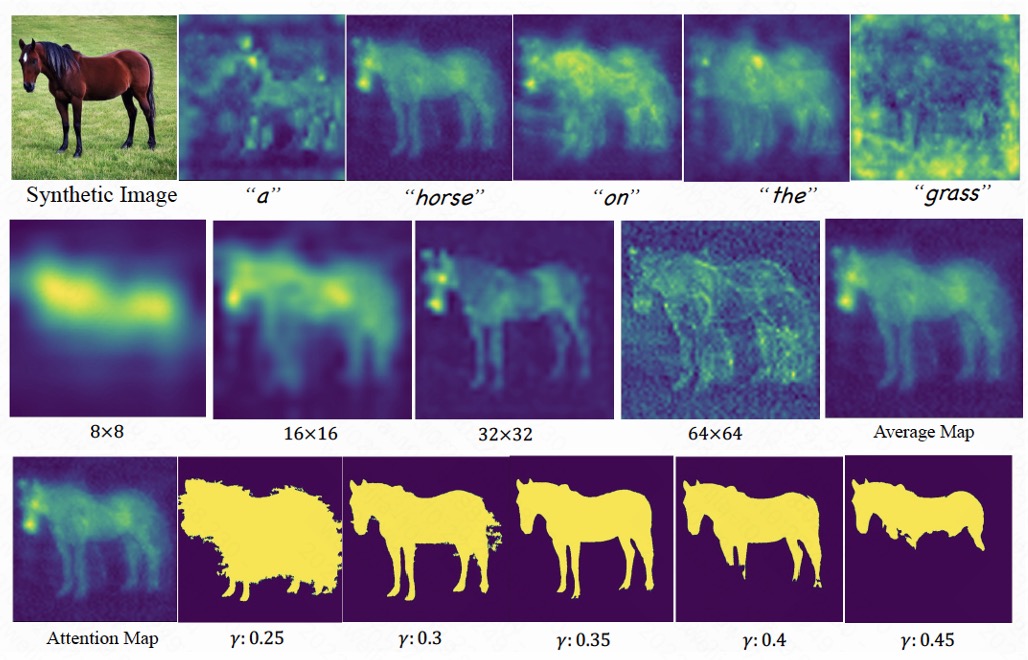 Synthetic Image “a” “horse” “on” “the” “grass”
8×8 16×16 32×32 64×64 Average Map
Attention Map γ: 0.25 γ: 0.3 γ: 0.35 γ: 0.4 γ: 0.45